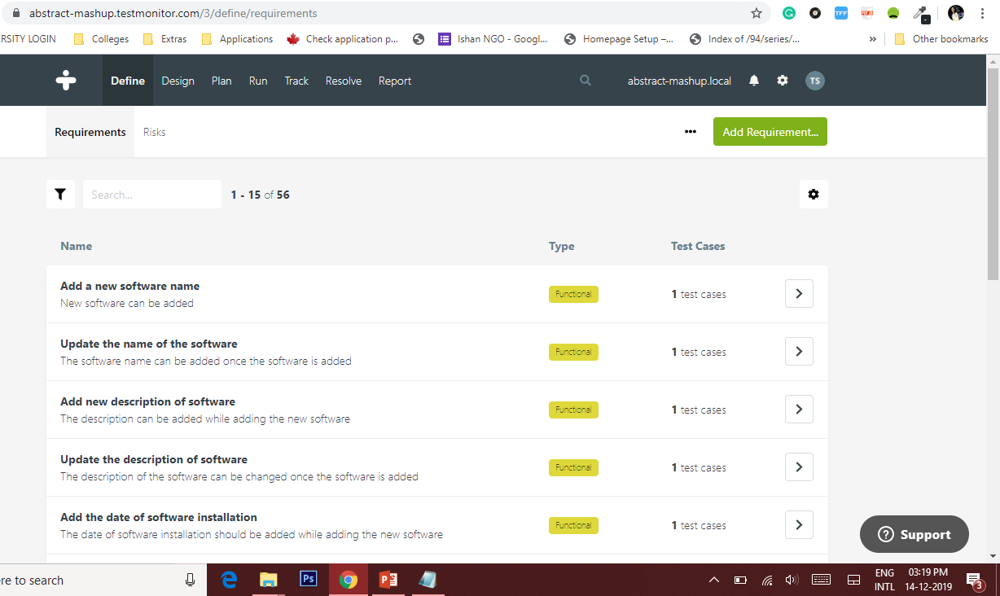 abstract-mashup.testmonitor.com/3/define/requirements
TFF
ERSITY LOGIN Colleges Extras Applications Check application p... Ishan NGO - Googl... Homepage Setup –... Index of /94/series/... » Other bookmarks
Define Design Plan Run Track Resolve Report abstract-mashup.local TS
Requirements Risks ••• Add Requirement...
Search... 1 - 15 of 56
Name Type Test Cases
Add a new software name
New software can be added
Functional 1 test cases
Update the name of the software
The software name can be added once the software is added
Functional 1 test cases
Add new description of software
The description can be added while adding the new software
Functional 1 test cases
Update the description of software
The description of the software can be changed once the software is added
Functional 1 test cases
Add the date of software installation
The date of software installation should be added while adding the new software
Functional 1 test cases
Support
ere to search
Ps
ENG 03:19 PM
INTL 14-12-2019
3